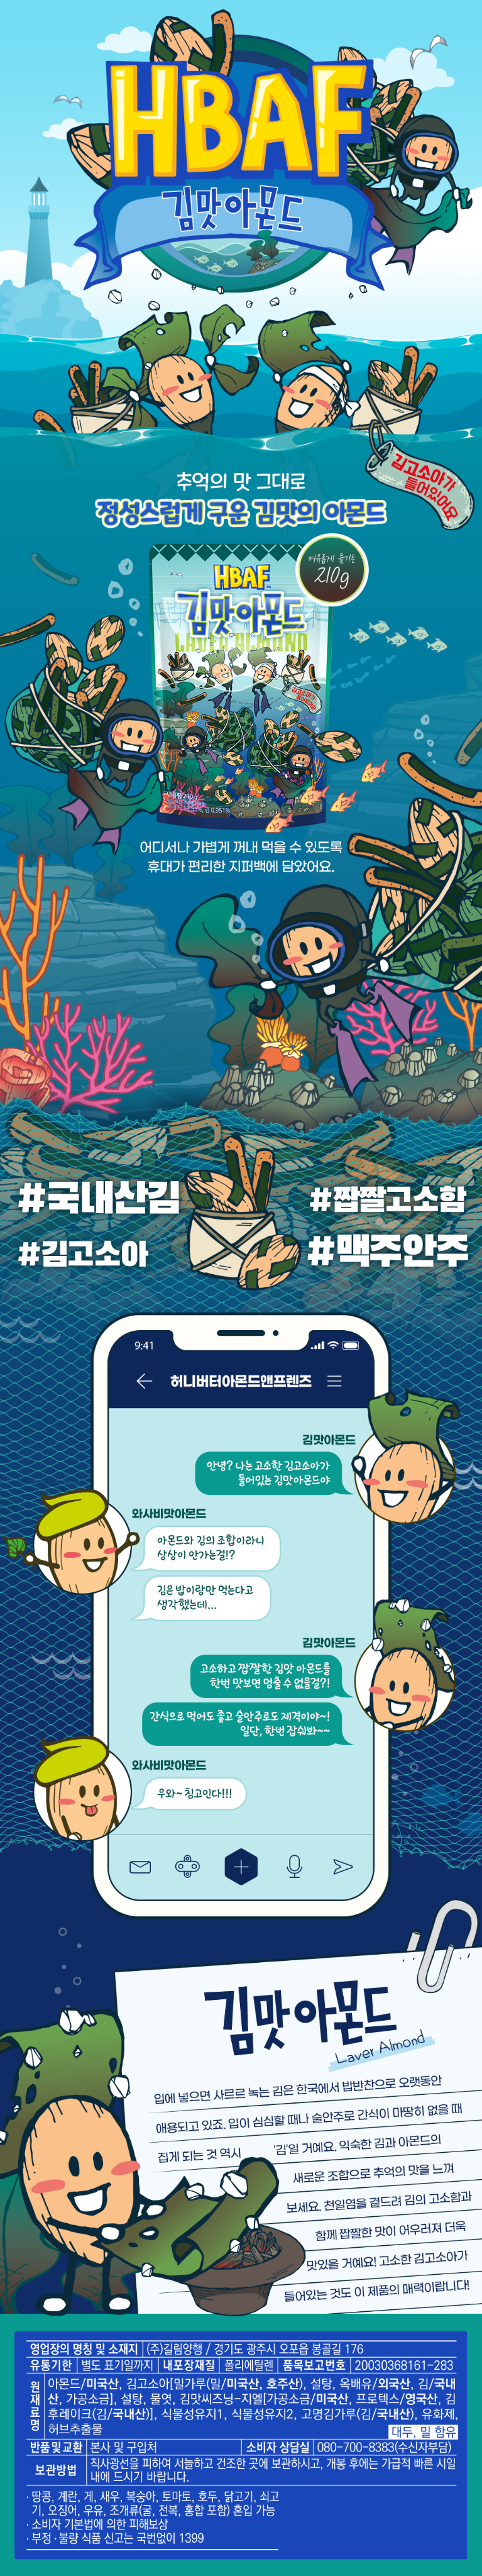 HBAF
김맛 아몬드
김고소아가
들어있어요
추억의 맛 그대로
정성스럽게 구운 김맛의 아몬드
여유롭게 즐기는
210g
HBAF
김맛 아몬드
김고소아가
들어있어요
어디서나 가볍게 꺼내 먹을 수 있도록
휴대가 편리한 지퍼백에 담았어요.
#국내산김
#짭짤고소함
#김고소아
#맥주안주
9:41
허니버터아몬드앤프렌즈
김맛아몬드
안녕? 나는 고소한 김고소아가
들어있는 김맛아몬드야
와사비맛아몬드
아몬드와 김의 조합이라니
상상이 안가는걸!?
김은 밥이랑만 먹는다고
생각했는데...
김맛아몬드
고소하고 짭짤한 김맛 아몬드를
한번 맛보면 멈출 수 없을걸?!
간식으로 먹어도 좋고 술안주로도 제격이야~!
일단, 한번 잡숴봐~~
와사비맛아몬드
우와~ 최고인다!!!
김맛 아몬드
Laver Almond
입에 넣으면 사르르 녹는 김은 한국에서 밥반찬으로 오랫동안
애용되고 있죠. 입이 심심할 때나 술안주로 간식이 마땅히 없을 때
집게 되는 것 역시 '김'일 거예요. 익숙한 김과 아몬드의
새로운 조합으로 추억의 맛을 느껴
보세요. 천일염을 곁드려 김의 고소함과
함께 짭짤한 맛이 어우러져 더욱
맛있을 거예요! 고소한 김고소아가
들어있는 것도 이 제품의 매력이랍니다!
영업장의 명칭 및 소재지 (주)길림양행 / 경기도 광주시 오포읍 봉골길 176
유통기한 별도 표기일까지 내포장재질 폴리에틸렌 품목보고번호 20030368161-283
원재료명 아몬드/미국산, 김고소아[밀가루(밀/미국산, 호주산), 설탕, 옥배유/외국산, 김/국내
산, 가공소금], 설탕, 물엿, 김맛씨즈닝-지엘[가공소금/미국산, 프로텍스/영국산, 김
후레이크(김/국내산)], 식물성유지1, 식물성유지2, 고명김가루(김/국내산), 유화제,
허브추출물
대두, 밀 함유
반품 및 교환 본사 및 구입처 소비자 상담실 080-700-8383(수신자부담)
보관방법 직사광선을 피하여 서늘하고 건조한 곳에 보관하시고, 개봉 후에는 가급적 빠른 시일
내에 드시기 바랍니다.
· 땅콩, 계란, 게, 새우, 복숭아, 토마토, 호두, 닭고기, 쇠고
기, 오징어, 우유, 조개류(굴, 전복, 홍합 포함) 혼입 가능
· 소비자 기본법에 의한 피해보상
· 부정·불량 식품 신고는 국번없이 1399